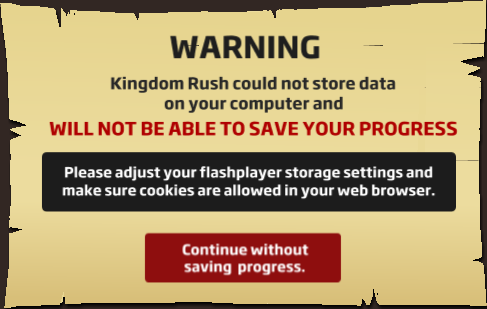 WARNING
Kingdom Rush could not store data
on your computer and
WILL NOT BE ABLE TO SAVE YOUR PROGRESS
Please adjust your flashplayer storage settings and
make sure cookies are allowed in your web browser.
Continue without
saving progress.